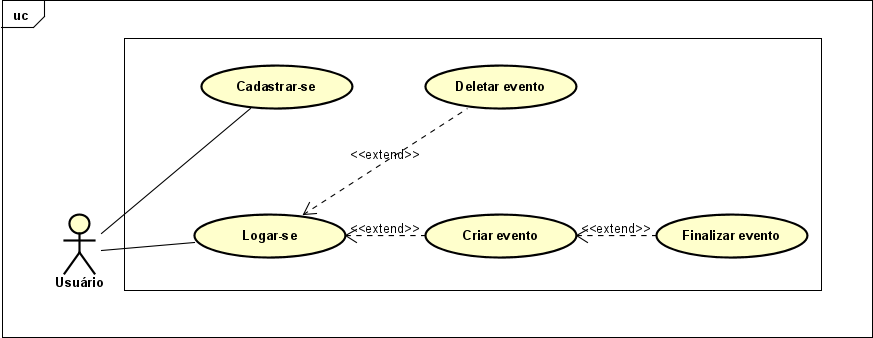 uc
Cadastrar-se
Deletar evento
<<extend>>
Logar-se
<<extend>>
Criar evento
<<extend>>
Finalizar evento
Usuário